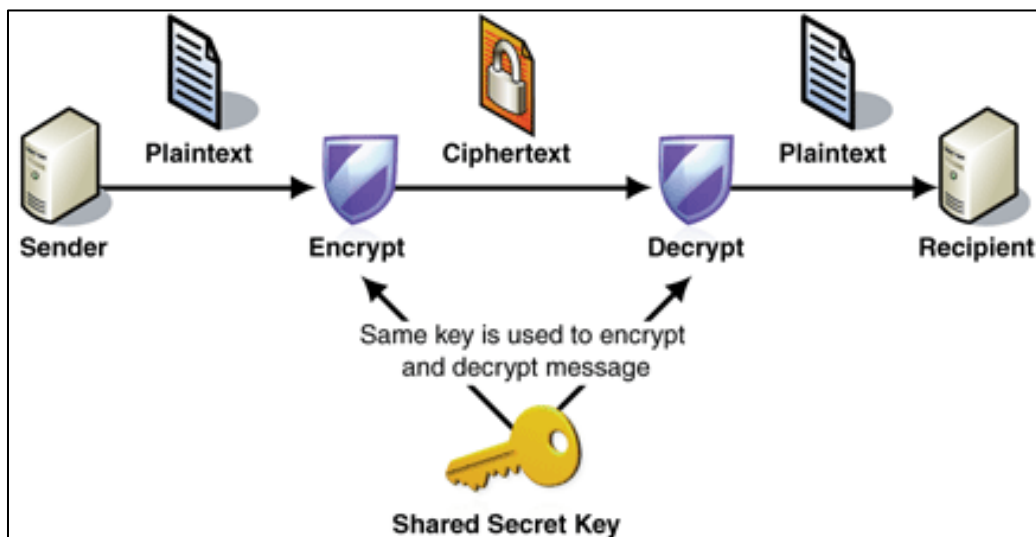 Plaintext
Ciphertext
Plaintext
Sender
Encrypt
Decrypt
Recipient
Same key is used to encrypt
and decrypt message
Shared Secret Key